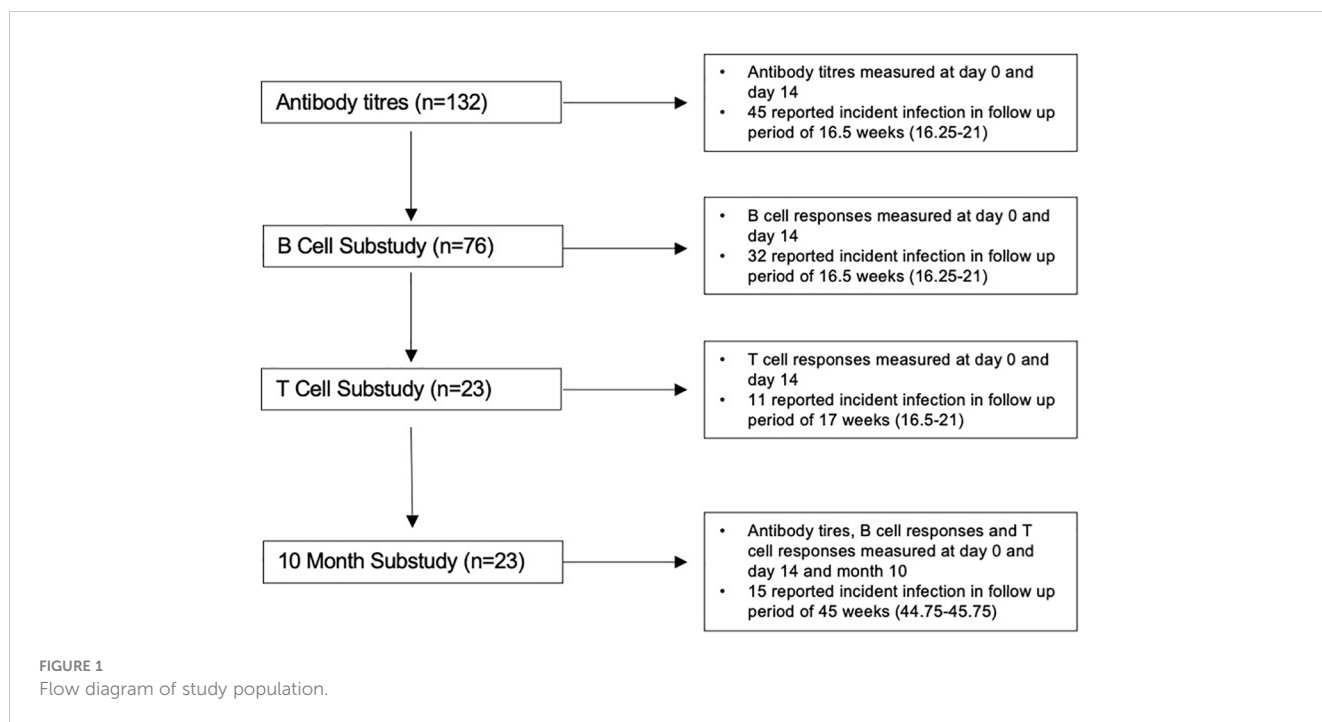 Antibody titres (n=132)
• Antibody titres measured at day 0 and
day 14
• 45 reported incident infection in follow up
period of 16.5 weeks (16.25-21)
B Cell Substudy (n=76)
• B cell responses measured at day 0 and
day 14
• 32 reported incident infection in follow up
period of 16.5 weeks (16.25-21)
T Cell Substudy (n=23)
• T cell responses measured at day 0 and
day 14
• 11 reported incident infection in follow up
period of 17 weeks (16.5-21)
10 Month Substudy (n=23)
• Antibody tires, B cell responses and T
cell responses measured at day 0 and
day 14 and month 10
• 15 reported incident infection in follow up
period of 45 weeks (44.75-45.75)
FIGURE 1
Flow diagram of study population.